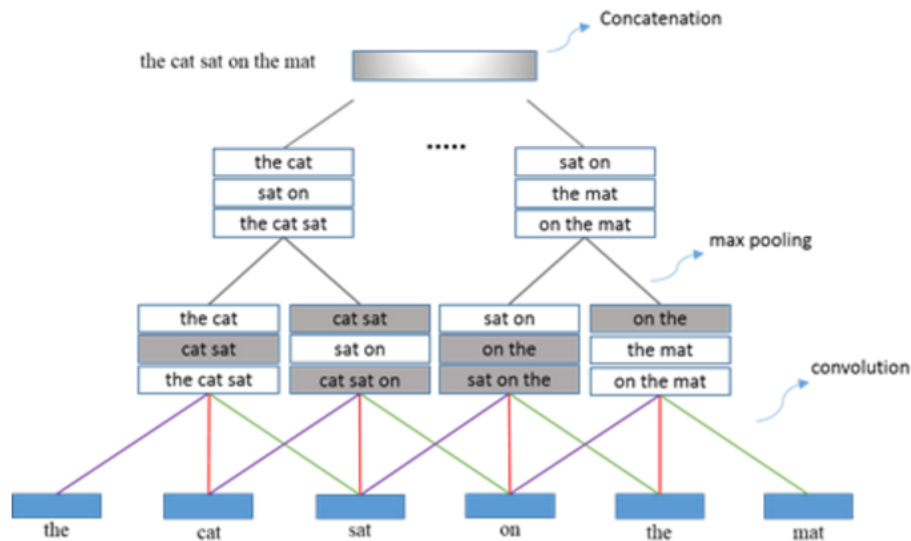 Concatenation
the cat sat on the mat
.....
the cat
sat on
the cat sat
sat on
the mat
on the mat
max pooling
the cat
cat sat
the cat sat
cat sat
sat on
cat sat on
sat on
on the
sat on the
on the
the mat
on the mat
convolution
the
cat
sat
on
the
mat